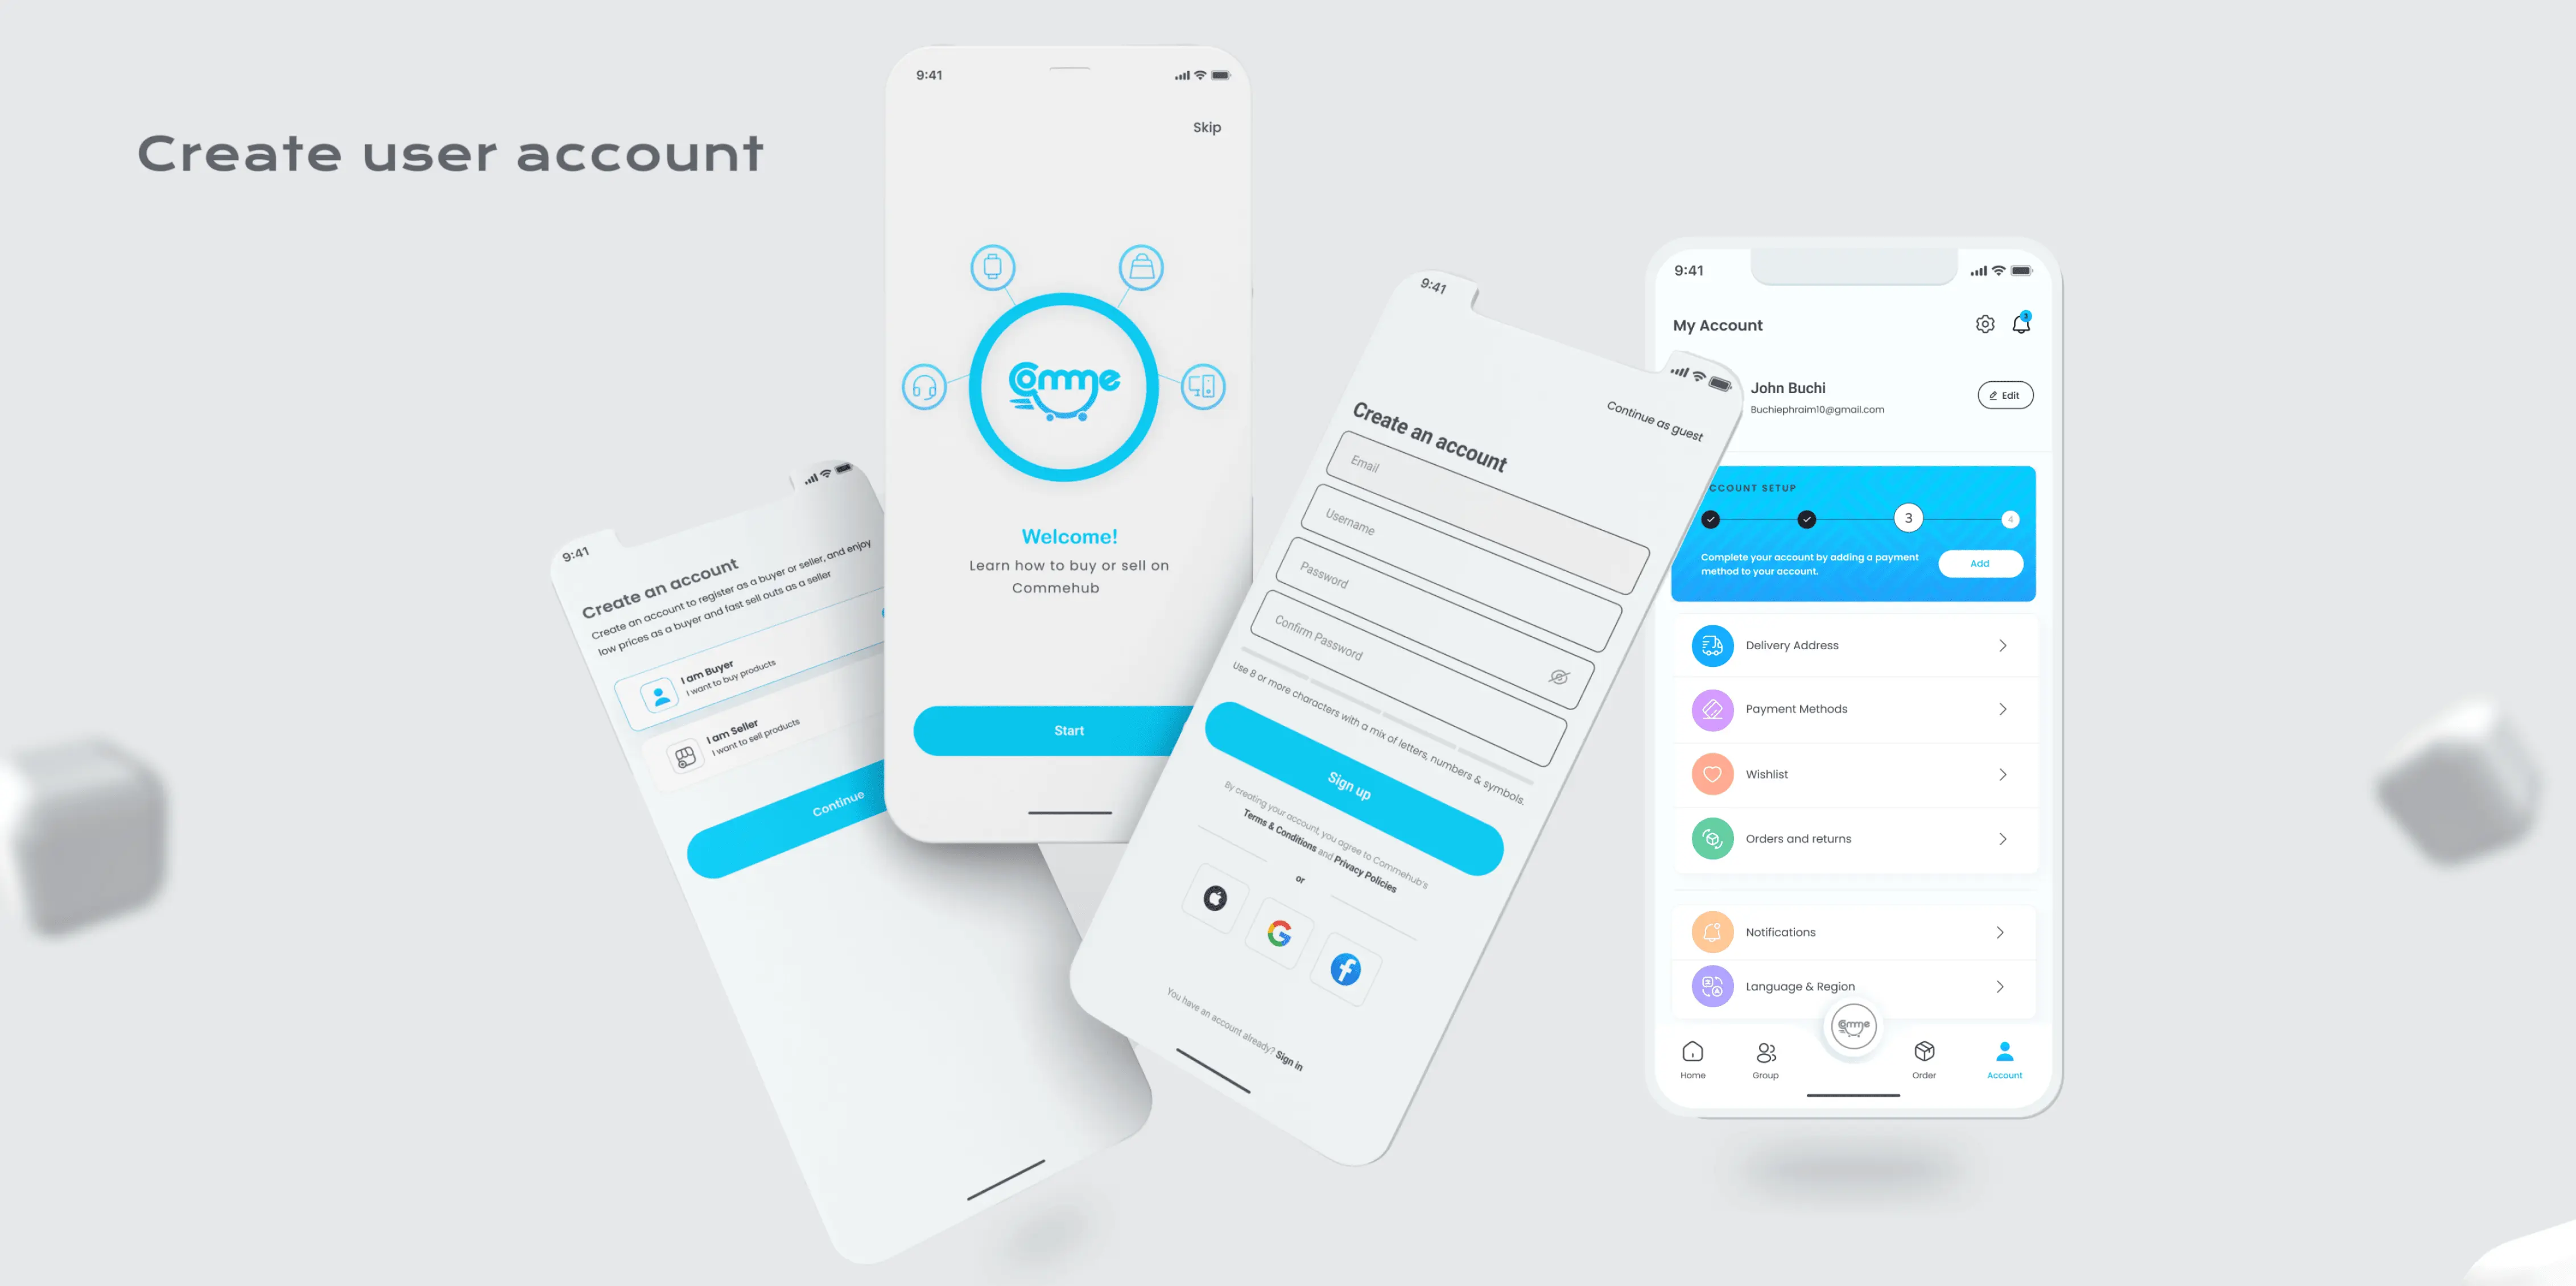 Create user account
9:41
Create an account
Create an account to register as a buyer or seller, and enjoy
low prices as a buyer and fast sell outs as a seller
I am Buyer
I want to buy products
I am Seller
I want to sell products
Continue
9:41
Skip
Comme
Welcome!
Learn how to buy or sell on
Commehub
Start
9:41
Continue as guest
Create an account
Email
Username
Password
Confirm Password
Use 8 or more characters with a mix of letters, numbers & symbols.
Sign up
By creating your account, you agree to Commehub's
Terms & Conditions and Privacy Policies
or
You have an account already? Sign in
9:41
My Account
3
John Buchi
Buchiephraim10@gmail.com
Edit
CCOUNT SETUP
3
4
Complete your account by adding a payment
method to your account.
Add
Delivery Address
Payment Methods
Wishlist
Orders and returns
Notifications
Language & Region
Comme
Home
Group
Order
Account